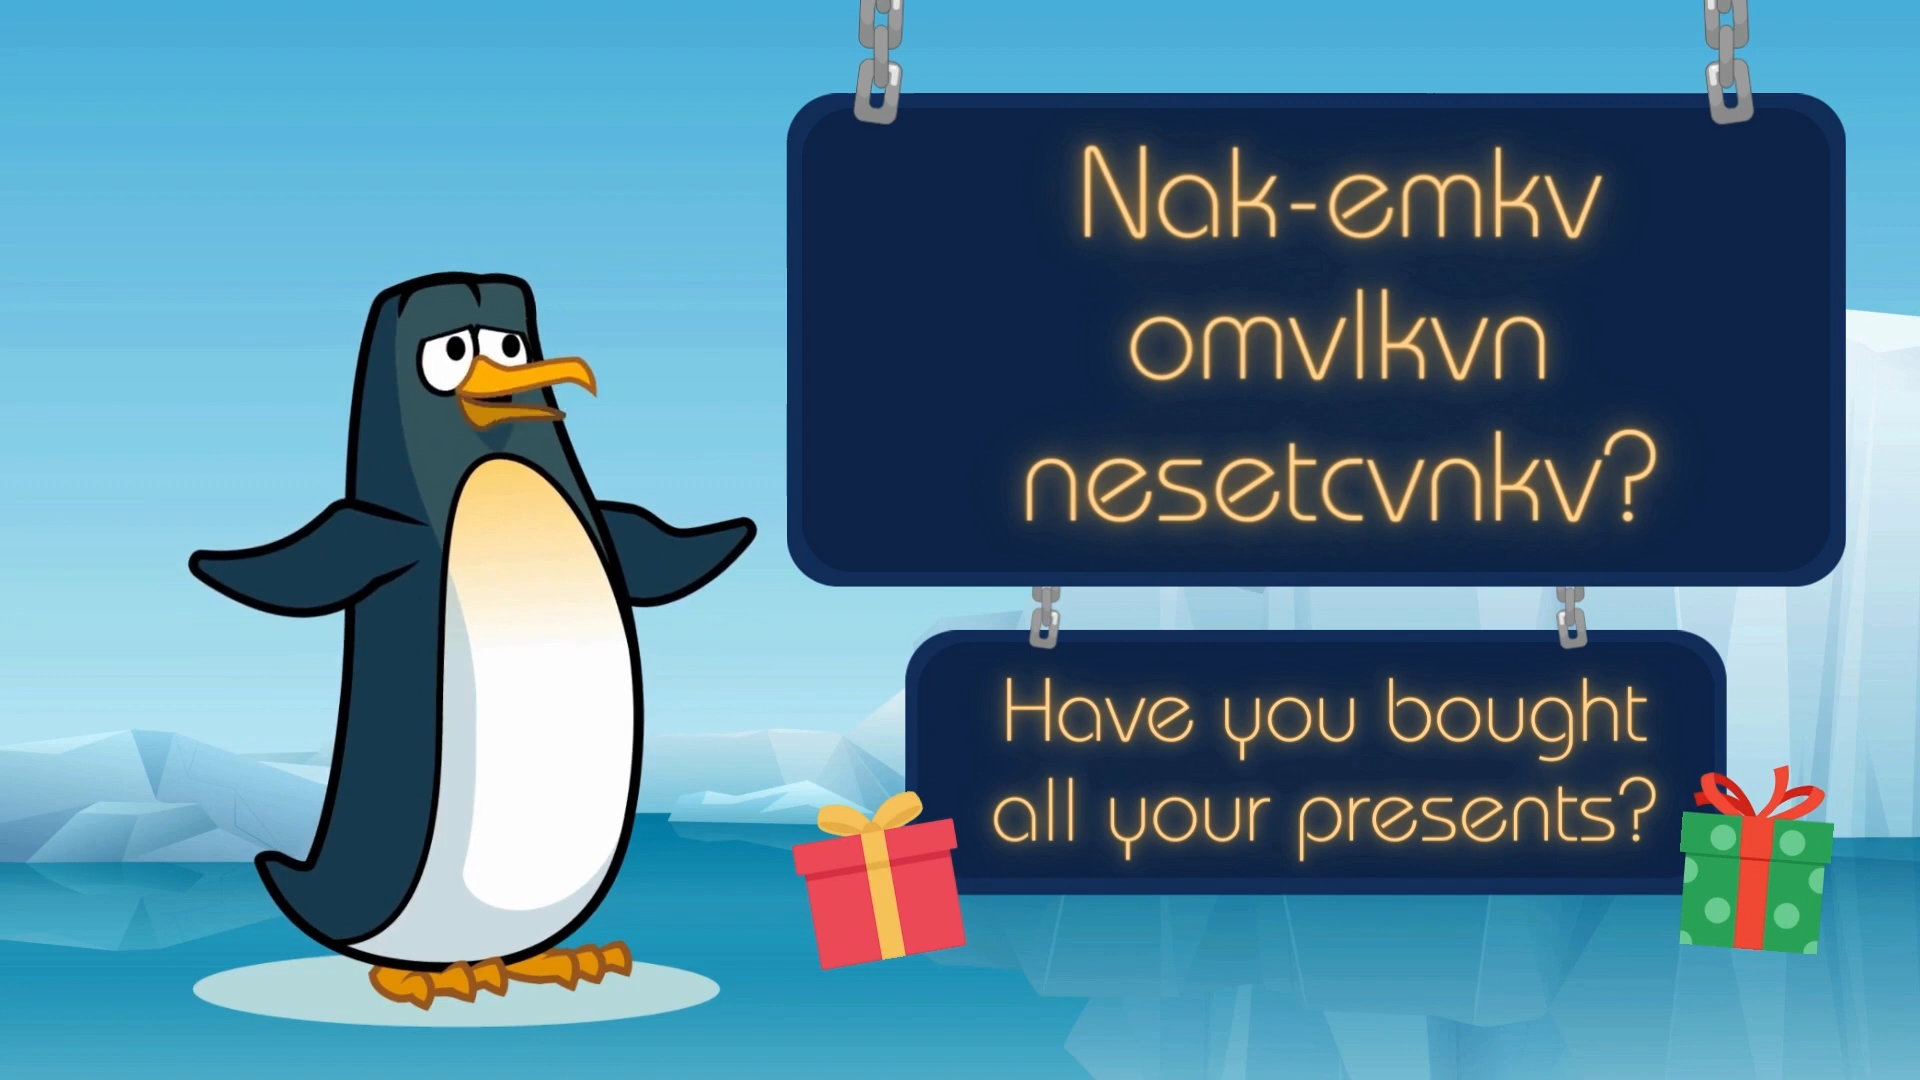 Nak-emkv
omvlkvn
nesetcvnkv?
Have you bought
all your presents?